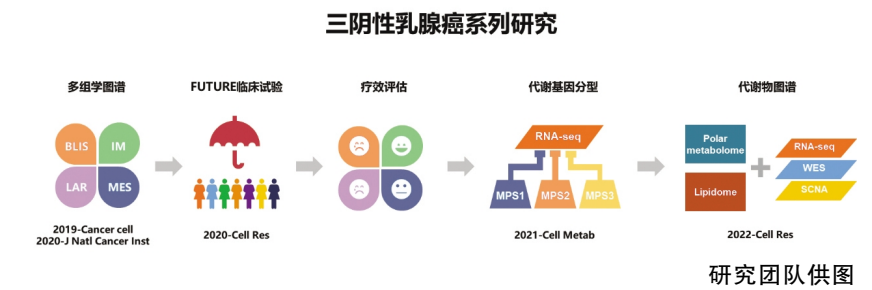 三阴性乳腺癌系列研究
多组学图谱
FUTURE临床试验
疗效评估
代谢基因分型
代谢物图谱
BLIS
IM
LAR
MES
RNA-seq
MPS1
MPS2
MPS3
Polar
metabolome
Lipidome
RNA-seq
WES
SCNA
2019-Cancer cell
2020-J Natl Cancer Inst
2020-Cell Res
2021-Cell Metab
2022-Cell Res
研究团队供图